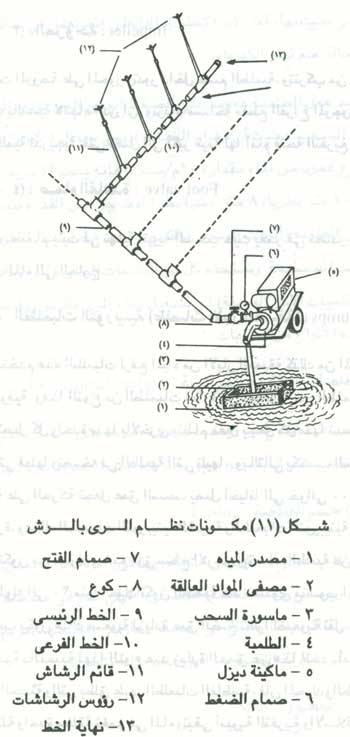 (١٢)
(١٣)
(١١)
(١٠)
(٩)
(٧)
(٦)
(٥)
(٨)
(٤)
(٣)
(٢)
(١)
شكل (١١) مكونات نظام الرى بالرش
١ - مصدر المياه
٧ - صمام الفتح
٢ - مصفى المواد العالقة
٨ - كوع
٣ - ماسورة السحب
٩ - الخط الرئيسى
٤ - الطلمبة
١٠- الخط الفرعى
٥ - ماكينة ديزل
١١- قائم الرشاش
٦ - صمام الضغط
١٢- رؤوس الرشاشات
١٣- نهاية الخط